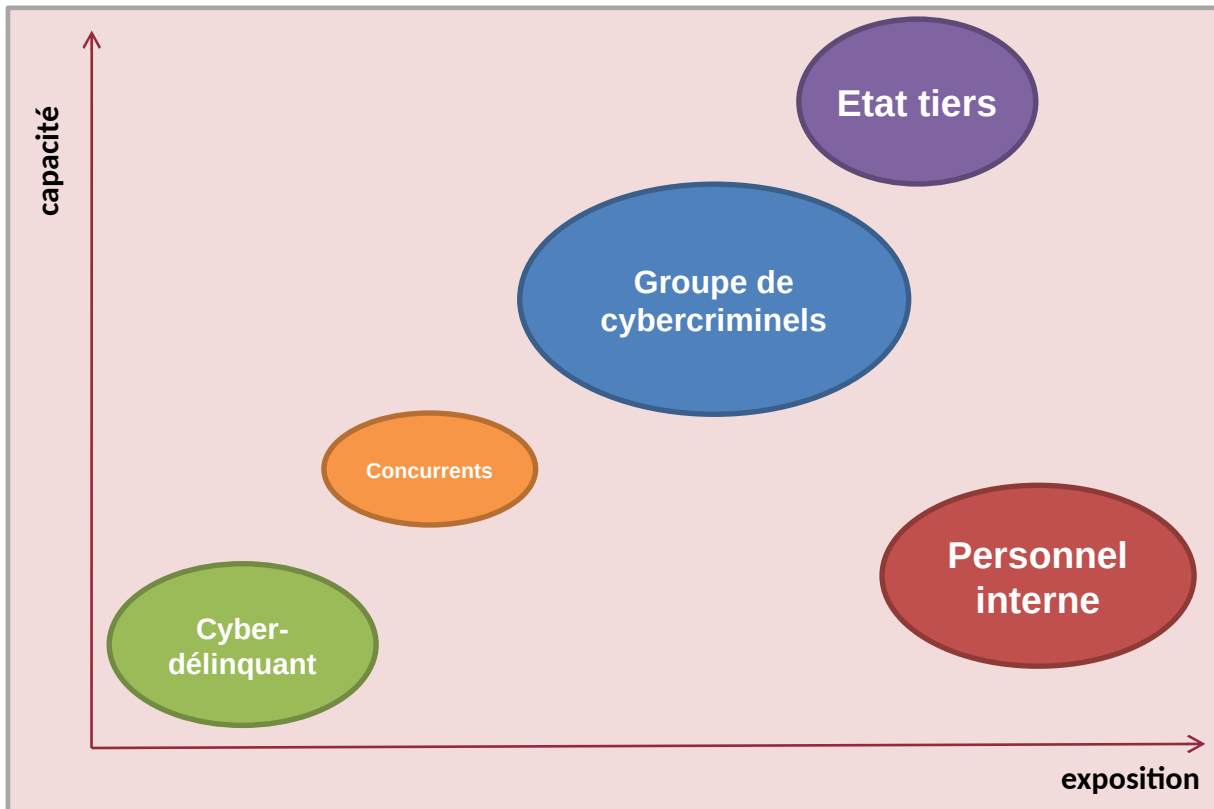 Etat tiers
capacité
Groupe de
cybercriminels
Concurrents
Personnel
interne
Cyber-
délinquant
exposition